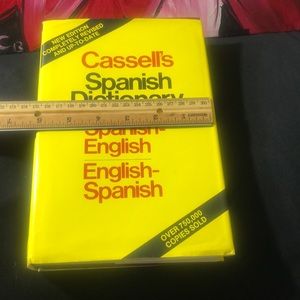 NEW EDITION
COMPLETELY REVISED
AND UP-TO-DATE
Cassell's
Spanish
Dictionary
Spanish-
English
English-
Spanish
OVER 750,000
COPIES SOLD